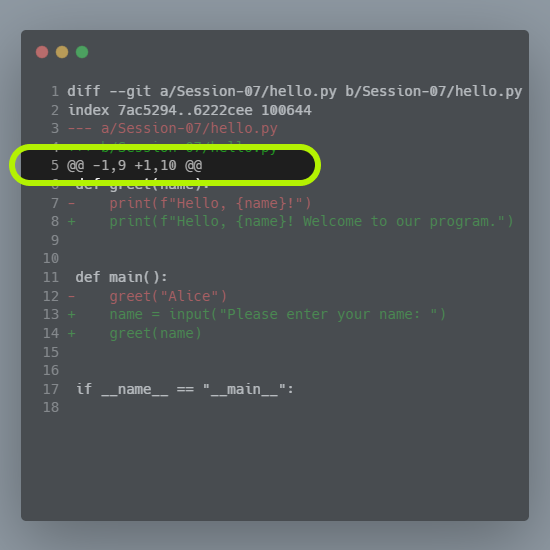 1 diff --git a/Session-07/hello.py b/Session-07/hello.py
2 index 7ac5294..6222cee 100644
3 --- a/Session-07/hello.py
4 +++ b/Session-07/hello.py
5 @@ -1,9 +1,10 @@
6  def greet(name):
7 -    print(f"Hello, {name}!")
8 +    print(f"Hello, {name}! Welcome to our program.")
9
10
11  def main():
12 -    greet("Alice")
13 +    name = input("Please enter your name: ")
14 +    greet(name)
15
16
17  if __name__ == "__main__":
18